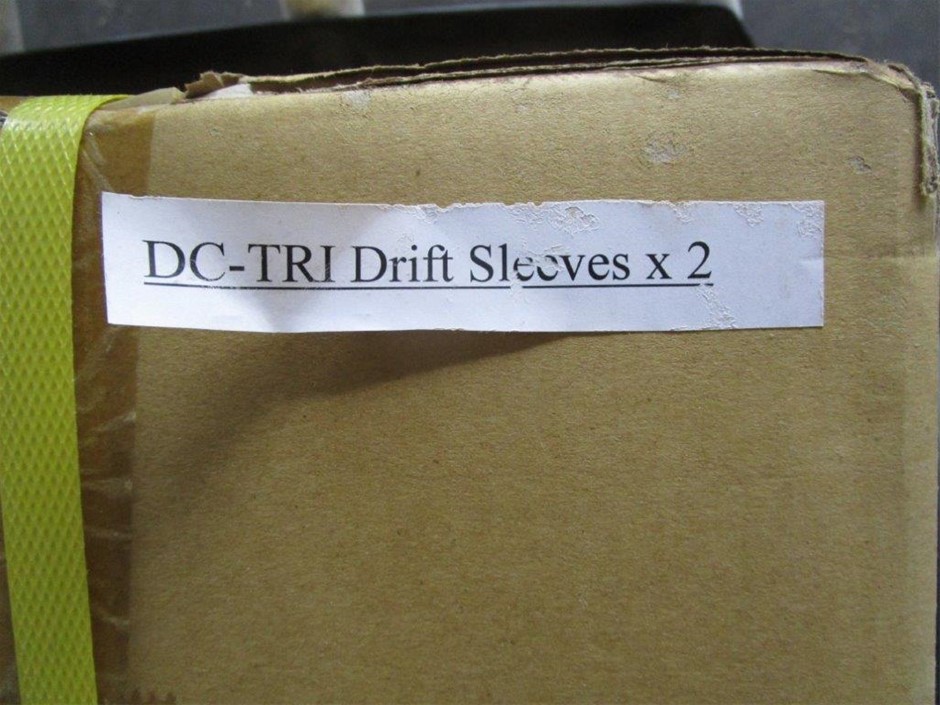 DC-TRI Drift Sleeves x 2